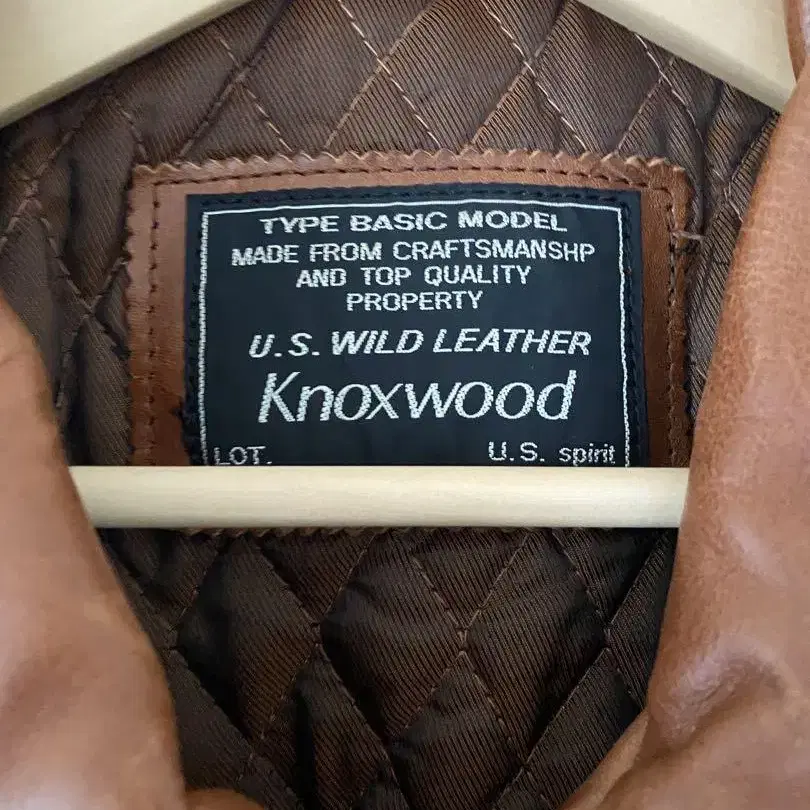 TYPE BASIC MODEL
MADE FROM CRAFTSMANSHP
AND TOP QUALITY
PROPERTY
U.S. WILD LEATHER
Knoxwood
LOT. U.S. spirit